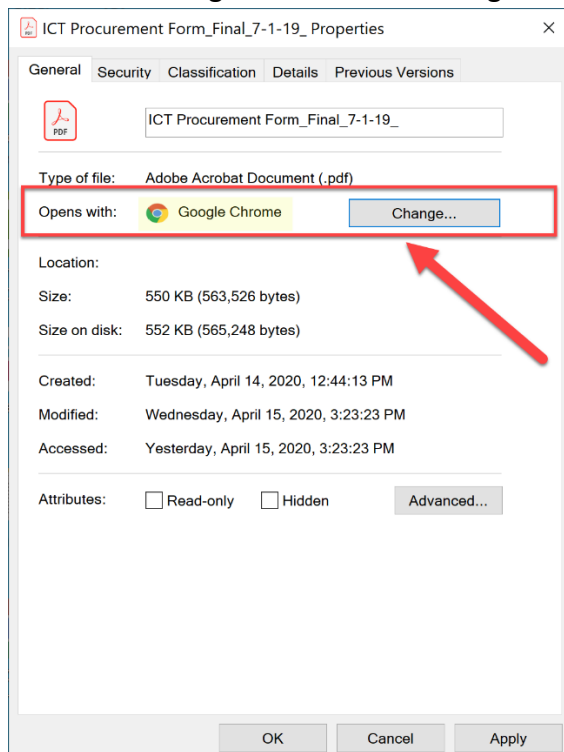 ICT Procurement Form_Final_7-1-19_ Properties
General Security Classification Details Previous Versions
PDF
ICT Procurement Form_Final_7-1-19_
Type of file: Adobe Acrobat Document (.pdf)
Opens with: Google Chrome Change...
Location:
Size: 550 KB (563,526 bytes)
Size on disk: 552 KB (565,248 bytes)
Created: Tuesday, April 14, 2020, 12:44:13 PM
Modified: Wednesday, April 15, 2020, 3:23:23 PM
Accessed: Yesterday, April 15, 2020, 3:23:23 PM
Attributes: Read-only Hidden Advanced...
OK Cancel Apply